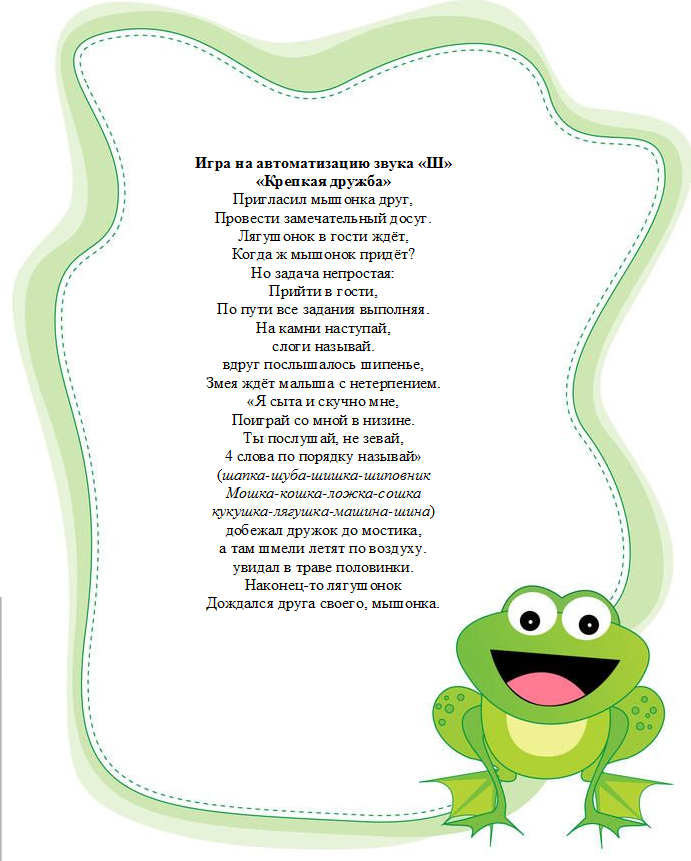 Игра на автоматизацию звука «Ш»
«Крепкая дружба»
Пригласил мышонка друг,
Провести замечательный досуг.
Лягушонок в гости ждёт,
Когда ж мышонок придёт?
Но задача непростая:
Прийти в гости,
По пути все задания выполняя.
На камни наступай,
слоги называй.
вдруг послышалось шипенье,
Змея ждёт малыша с нетерпением.
«Я сыта и скучно мне,
Поиграй со мной в низине.
Ты послушай, не зевай,
4 слова по порядку называй»
(шапка-шуба-шишка-шиповник
Мошка-кошка-ложка-сошка
кукушка-лягушка-машина-шина)
добежал дружок до мостика,
а там шмели летят по воздуху.
увидал в траве половинки.
Наконец-то лягушонок
Дождался друга своего, мышонка.